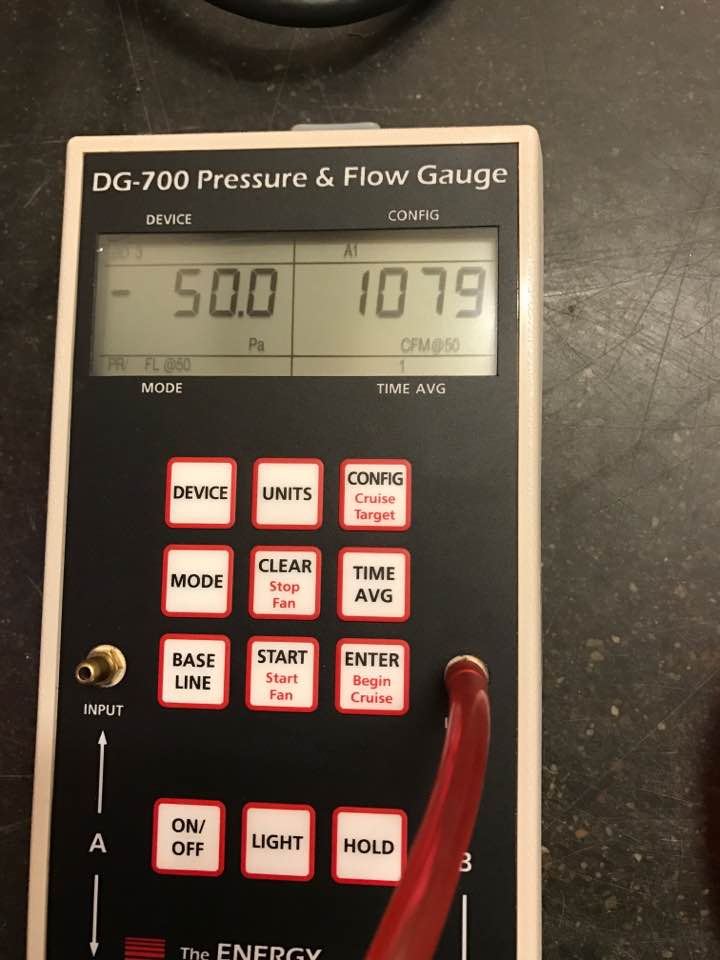 DG-700 Pressure & Flow Gauge
DEVICE CONFIG
3 A1
- 50.0 1079
Pa CFM@50
PR/ FL @50 1
MODE TIME AVG
DEVICE UNITS CONFIG
Cruise
Target
MODE CLEAR TIME
Stop AVG
Fan
BASE START ENTER
LINE Start Begin
Fan Cruise
INPUT
ON/ LIGHT HOLD
OFF
A B
The ENERGY